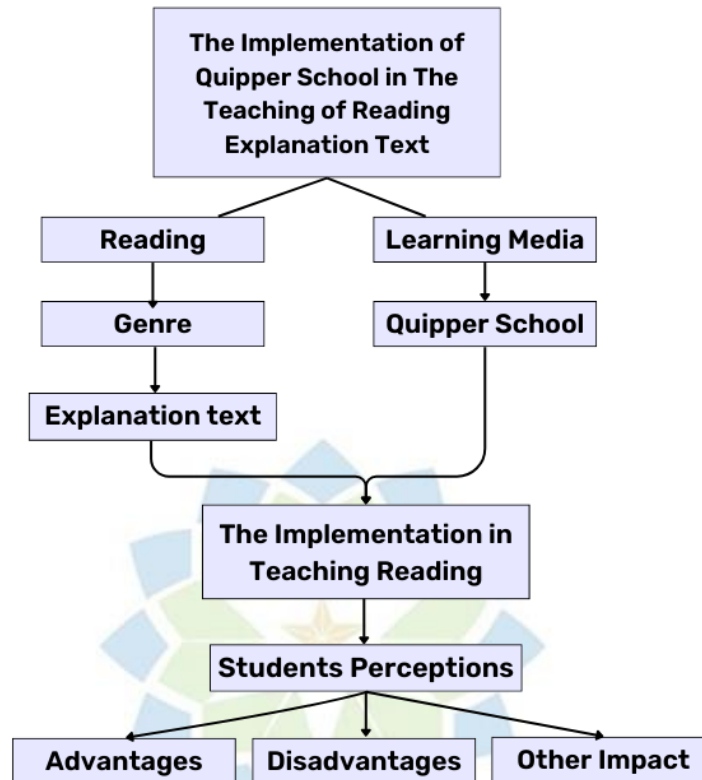 The Implementation of
Quipper School in The
Teaching of Reading
Explanation Text
Reading
Learning Media
Genre
Quipper School
Explanation text
The Implementation in
Teaching Reading
Students Perceptions
Advantages
Disadvantages
Other Impact